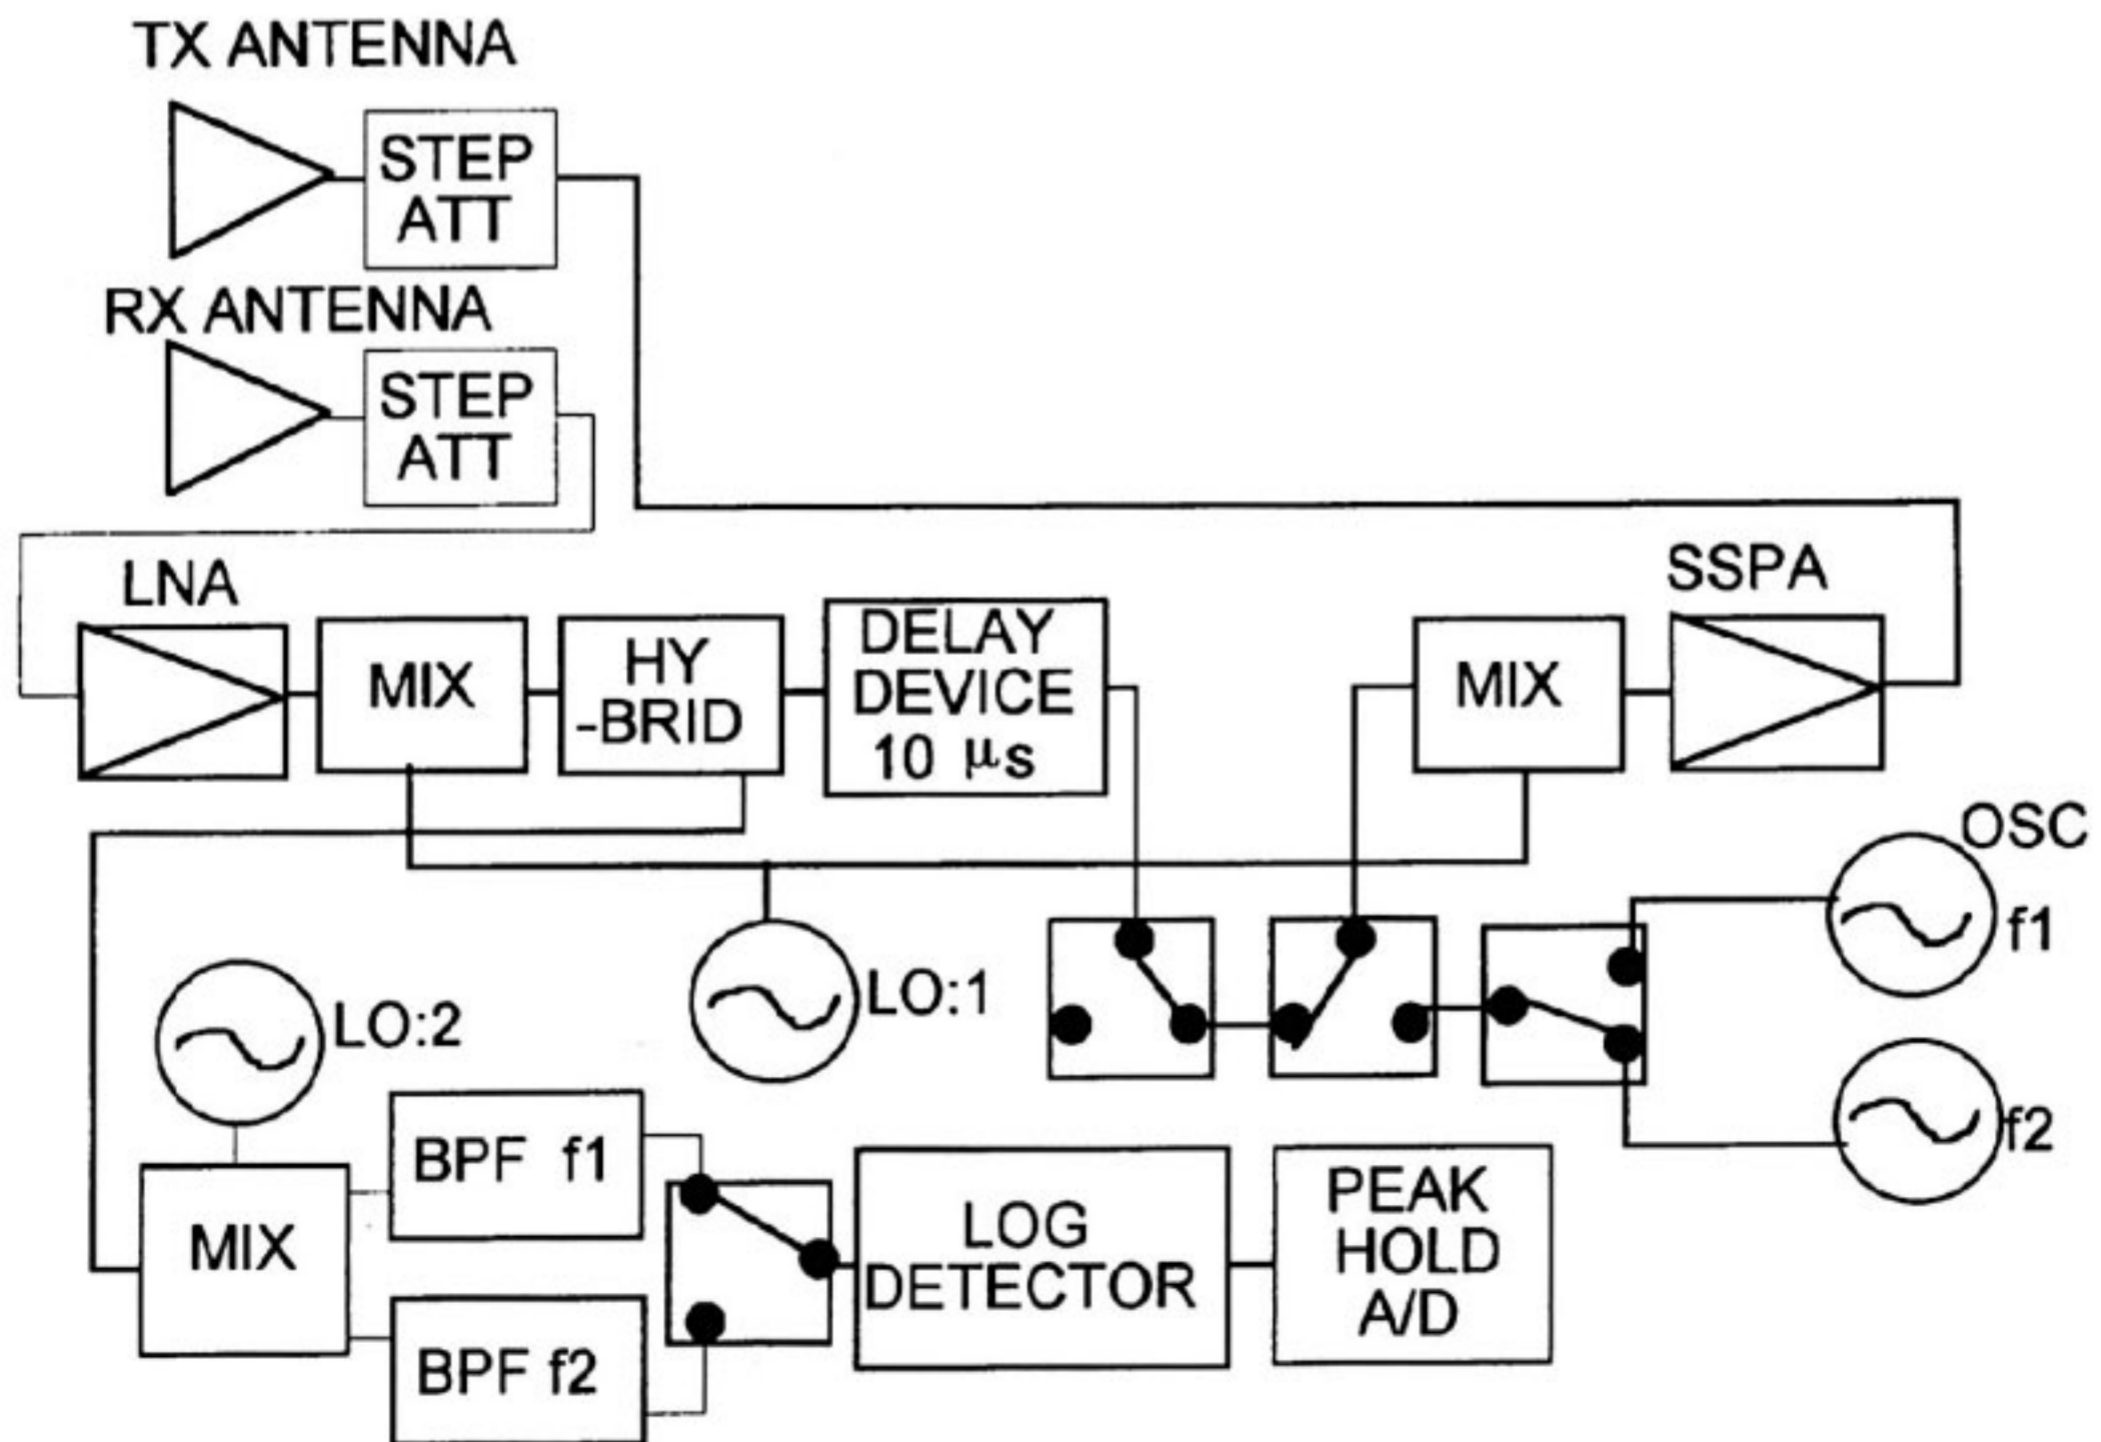 TX ANTENNA
STEP
ATT
RX ANTENNA
STEP
ATT
LNA
MIX
HY
-BRID
DELAY
DEVICE
10 μs
MIX
SSPA
OSC
f1
f2
LO:1
LO:2
MIX
BPF f1
BPF f2
LOG
DETECTOR
PEAK
HOLD
A/D